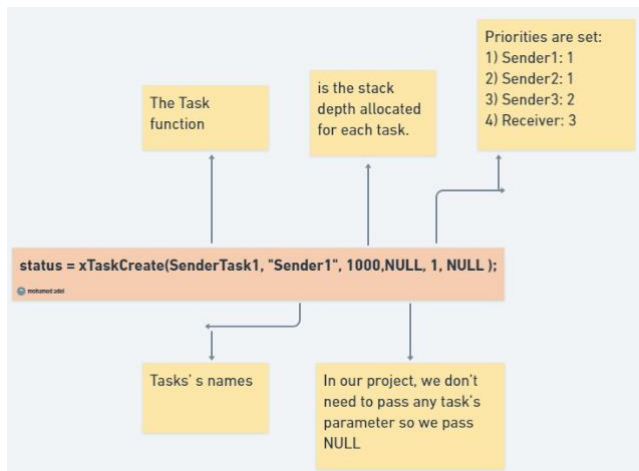 Priorities are set:
1) Sender1: 1
2) Sender2: 1
3) Sender3: 2
4) Receiver: 3
is the stack
depth allocated
for each task.
The Task
function
status = xTaskCreate(SenderTask1, "Sender1", 1000,NULL, 1, NULL );
mohamed adel
Tasks's names
In our project, we don't
need to pass any task's
parameter so we pass
NULL